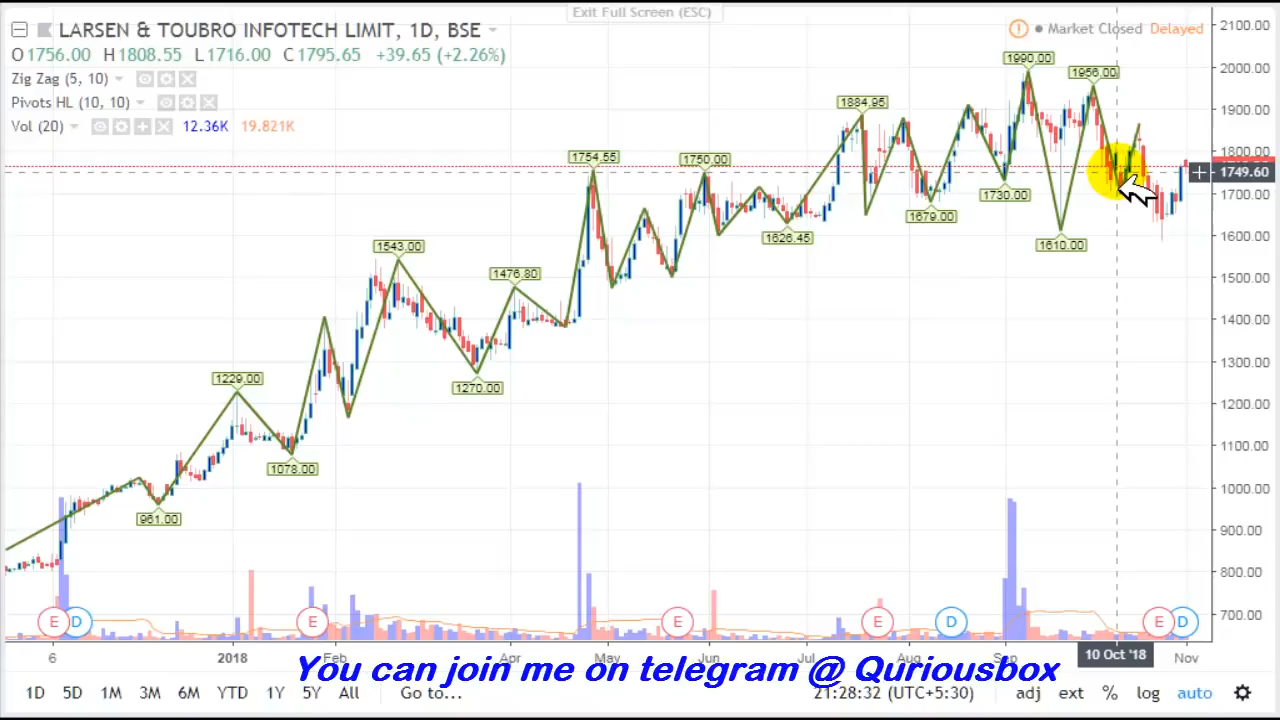 Exit Full Screen (ESC)
LARSEN & TOUBRO INFOTECH LIMIT, 1D, BSE
Market Closed Delayed
O1756.00 H1808.55 L1716.00 C1795.65 +39.65 (+2.26%)
Zig Zag (5, 10)
Pivots HL (10, 10)
Vol (20) 12.36K 19.821K
2100.00
2000.00
1900.00
1800.00
1749.60
1700.00
1600.00
1500.00
1400.00
1300.00
1200.00
1100.00
1000.00
900.00
800.00
700.00
1990.00
1956.00
1884.95
1754.55
1750.00
1730.00
1679.00
1626.45
1610.00
1543.00
1476.80
1270.00
1229.00
1078.00
961.00
E D E E E D E D
6 2018 Feb Apr May Jun Jul Aug Sep 10 Oct '18 Nov
You can join me on telegram @ Quriousbox
1D 5D 1M 3M 6M YTD 1Y 5Y All Go to... 21:28:32 (UTC+5:30) adj ext % log auto